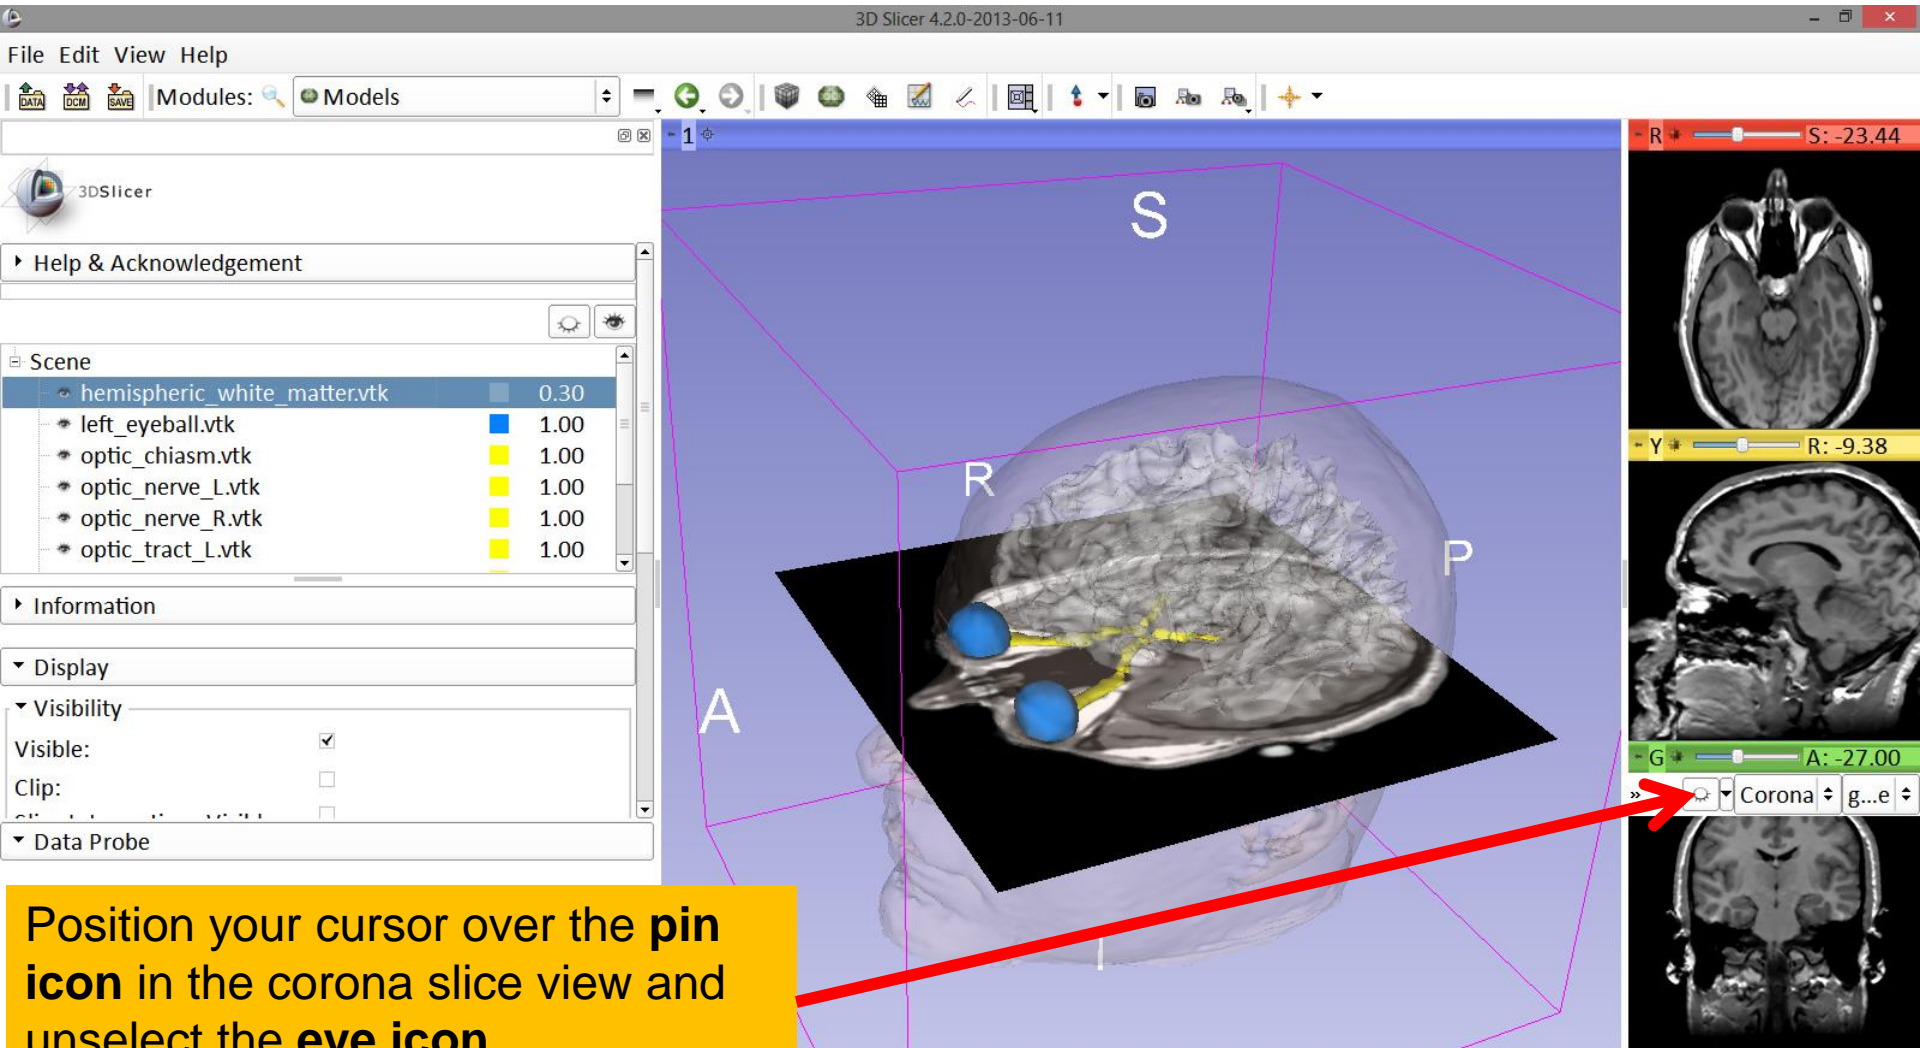 3D Slicer 4.2.0-2013-06-11
File Edit View Help
DATA DCM SAVE Modules: Models
1
R S: -23.44
3DSlicer
S
Help & Acknowledgement
Scene
hemispheric_white_matter.vtk 0.30
left_eyeball.vtk 1.00
optic_chiasm.vtk 1.00
optic_nerve_L.vtk 1.00
optic_nerve_R.vtk 1.00
optic_tract_L.vtk 1.00
Y R: -9.38
R
P
A
I
Information
Display
Visibility
Visible:
Clip:
Data Probe
G A: -27.00
» Corona g...e
Position your cursor over the pin
icon in the corona slice view and
unselect the eye icon